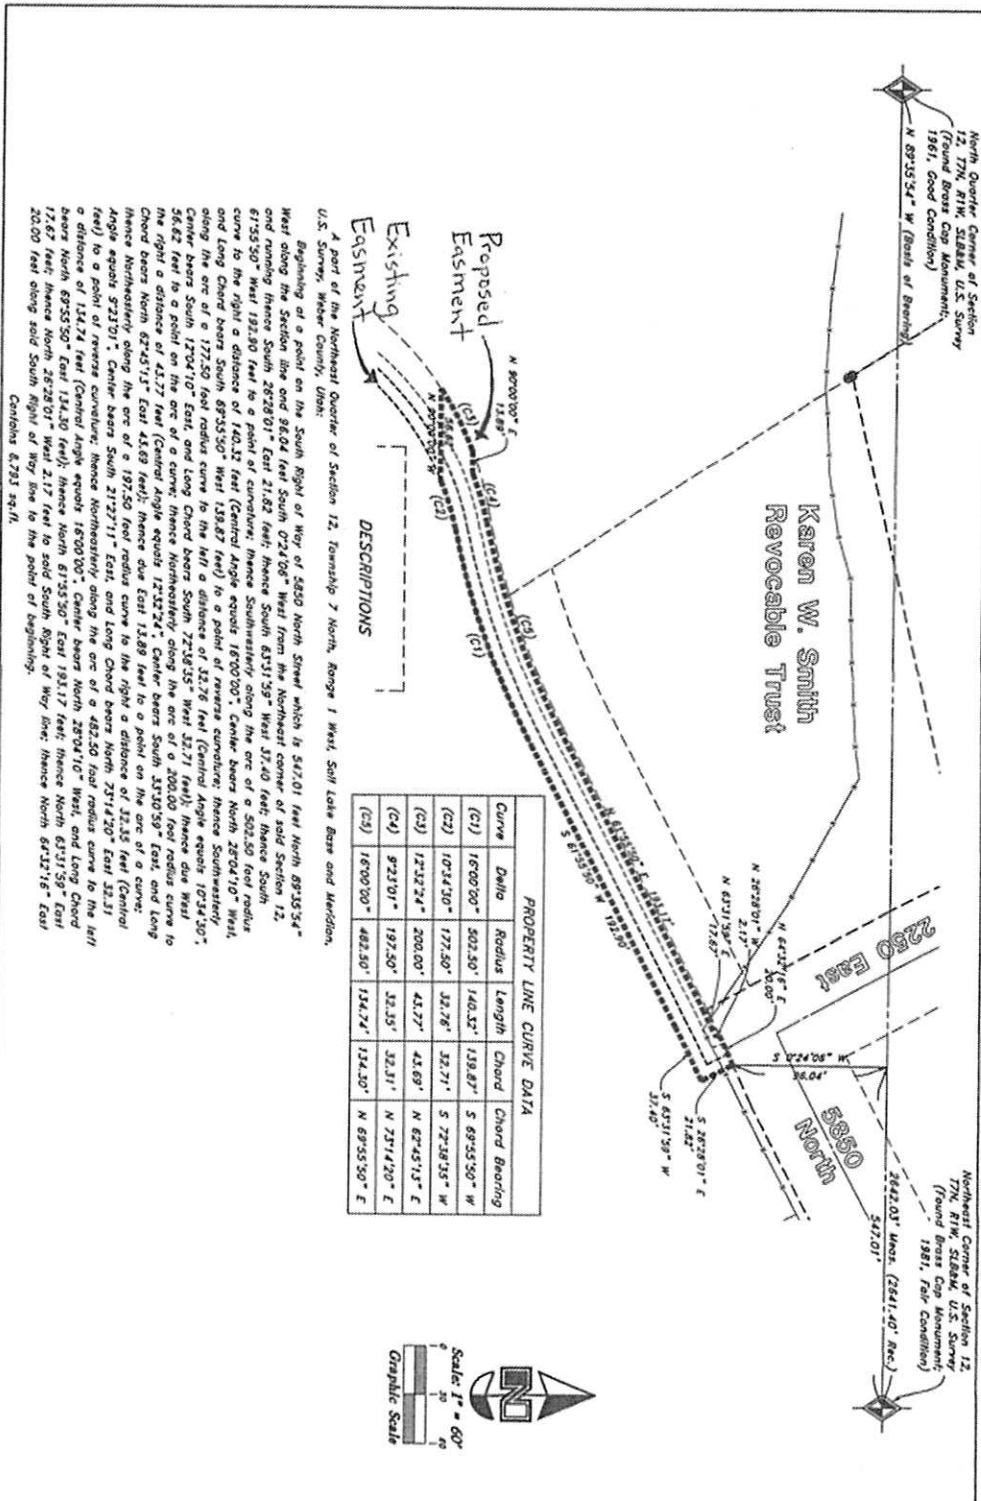 North Quarter Corner of Section
12, T7N, R1W, SLB&M, U.S. Survey
(Found Brass Cap Monument;
1961, Good Condition)
N 89°35'54" W (Basis of Bearing)
2642.03' Meas. (2641.40' Rec.)
547.01'
Northeast Corner of Section 12,
T7N, R1W, SLB&M, U.S. Survey
(Found Brass Cap Monument;
1981, Fair Condition)
Karen W. Smith
Revocable Trust
2250 East
5850
North
S 0°24'06" W
96.04'
N 64°32'16" E
20.00'
N 26°28'01" W
2.17'
N 63°31'59" E
17.67'
S 26°28'01" E
21.82'
S 63°31'59" W
37.40'
N 61°55'50" E 193.17'
S 61°55'50" W 192.90'
N 90°00'00" E
13.89'
(C3)
(C4)
(C5)
N 90°00'00" W
(C2)
(C1)
Proposed
Easment
Existing
Easment
DESCRIPTIONS
A part of the Northeast Quarter of Section 12, Township 7 North, Range 1 West, Salt Lake Base and Meridian,
U.S. Survey, Weber County, Utah:
Beginning at a point on the South Right of Way of 5850 North Street which is 547.01 feet North 89°35'54"
West along the Section line and 96.04 feet South 0°24'06" West from the Northeast corner of said Section 12,
and running thence South 26°28'01" East 21.82 feet; thence South 63°31'59" West 37.40 feet; thence South
61°55'50" West 192.90 feet to a point of curvature; thence Southwesterly along the arc of a 502.50 foot radius
curve to the right a distance of 140.32 feet (Central Angle equals 16°00'00", Center bears North 28°04'10" West,
and Long Chord bears South 69°55'50" West 139.87 feet) to a point of reverse curvature; thence Southwesterly
along the arc of a 177.50 foot radius curve to the left a distance of 32.76 feet (Central Angle equals 10°34'30",
Center bears South 12°04'10" East, and Long Chord bears South 72°38'35" West 32.71 feet); thence due West
56.62 feet to a point on the arc of a curve; thence Northeasterly along the arc of a 200.00 foot radius curve to
the right a distance of 43.77 feet (Central Angle equals 12°32'24", Center bears South 33°30'59" East, and Long
Chord bears North 62°45'13" East 43.69 feet); thence due East 13.89 feet to a point on the arc of a curve;
thence Northeasterly along the arc of a 197.50 foot radius curve to the right a distance of 32.35 feet (Central
Angle equals 9°23'01", Center bears South 21°27'11" East, and Long Chord bears North 73°14'20" East 32.31
feet) to a point of reverse curvature; thence Northeasterly along the arc of a 482.50 foot radius curve to the left
a distance of 134.74 feet (Central Angle equals 16°00'00", Center bears North 28°04'10" West, and Long Chord
bears North 69°55'50" East 134.30 feet); thence North 61°55'50" East 193.17 feet; thence North 63°31'59" East
17.67 feet; thence North 26°28'01" West 2.17 feet to said South Right of Way line; thence North 64°32'16" East
20.00 feet along said South Right of Way line to the point of beginning.
Contains 6,793 sq.ft.
PROPERTY LINE CURVE DATA
Curve Delta Radius Length Chord Chord Bearing
(C1) 16°00'00" 502.50' 140.32' 139.87' S 69°55'50" W
(C2) 10°34'30" 177.50' 32.76' 32.71' S 72°38'35" W
(C3) 12°32'24" 200.00' 43.77' 43.69' N 62°45'13" E
(C4) 9°23'01" 197.50' 32.35' 32.31' N 73°14'20" E
(C5) 16°00'00" 482.50' 134.74' 134.30' N 69°55'50" E
N
Scale: 1" = 60'
0 30 60
Graphic Scale